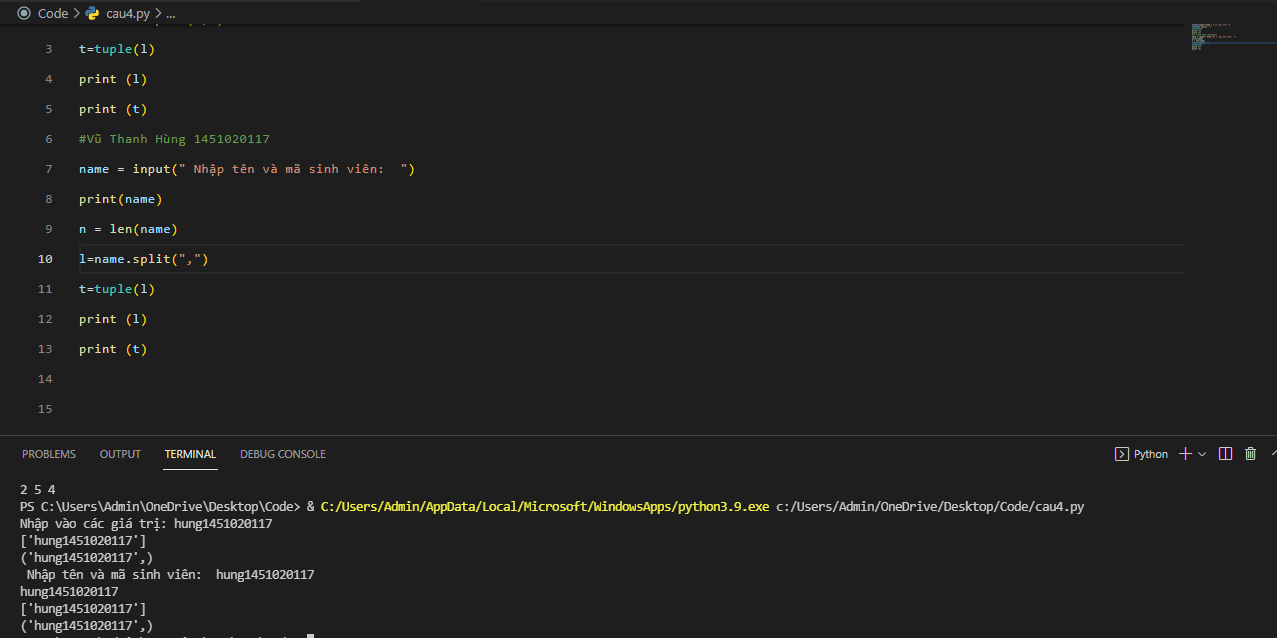 Code > cau4.py > ...
3 t=tuple(l)
4 print (l)
5 print (t)
6 #Vũ Thanh Hùng 1451020117
7 name = input(" Nhập tên và mã sinh viên:  ")
8 print(name)
9 n = len(name)
10 l=name.split(",")
11 t=tuple(l)
12 print (l)
13 print (t)
14
15
PROBLEMS OUTPUT TERMINAL DEBUG CONSOLE Python
2 5 4
PS C:\Users\Admin\OneDrive\Desktop\Code> & C:/Users/Admin/AppData/Local/Microsoft/WindowsApps/python3.9.exe c:/Users/Admin/OneDrive/Desktop/Code/cau4.py
Nhập vào các giá trị: hung1451020117
['hung1451020117']
('hung1451020117',)
Nhập tên và mã sinh viên:  hung1451020117
hung1451020117
['hung1451020117']
('hung1451020117',)